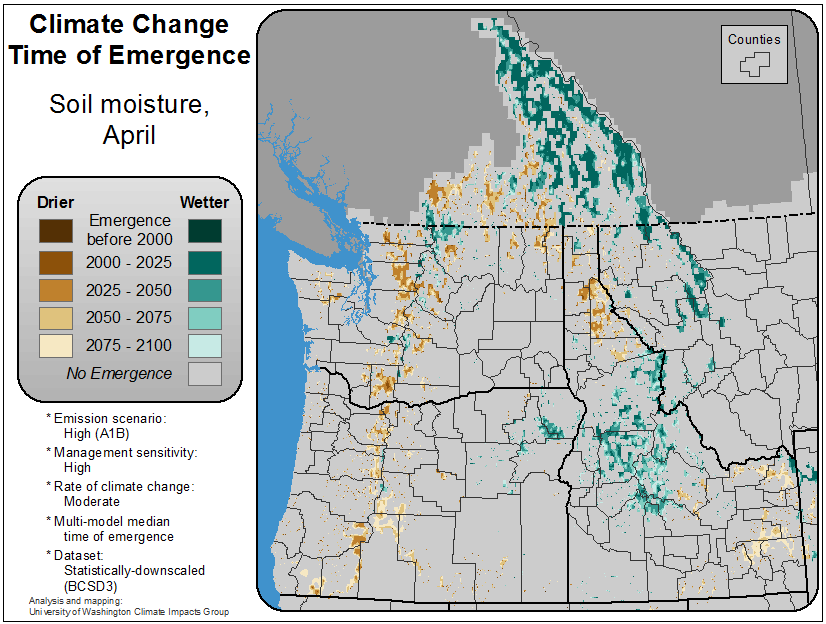 Climate Change
Time of Emergence
Soil moisture,
April
Counties
Drier Wetter
Emergence
before 2000
2000 - 2025
2025 - 2050
2050 - 2075
2075 - 2100
No Emergence
* Emission scenario:
High (A1B)
* Management sensitivity:
High
* Rate of climate change:
Moderate
* Multi-model median
time of emergence
* Dataset:
Statistically-downscaled
(BCSD3)
Analysis and mapping:
University of Washington Climate Impacts Group